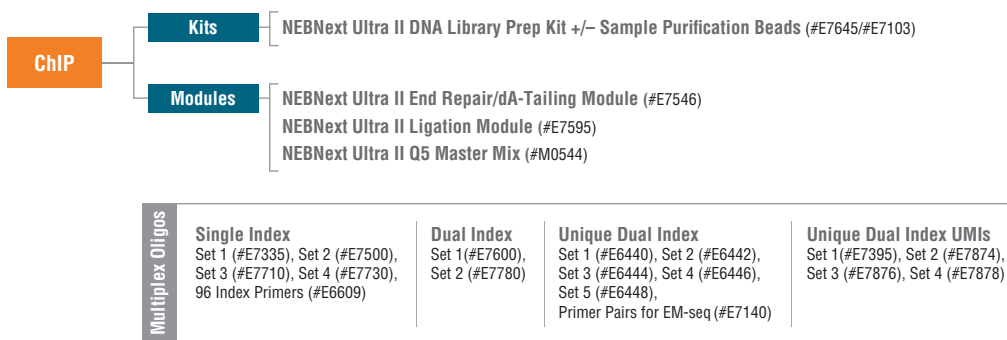 ChIP
Kits
NEBNext Ultra II DNA Library Prep Kit +/– Sample Purification Beads (#E7645/#E7103)
Modules
NEBNext Ultra II End Repair/dA-Tailing Module (#E7546)
NEBNext Ultra II Ligation Module (#E7595)
NEBNext Ultra II Q5 Master Mix (#M0544)
Multiplex Oligos
Single Index
Set 1 (#E7335), Set 2 (#E7500),
Set 3 (#E7710), Set 4 (#E7730),
96 Index Primers (#E6609)
Dual Index
Set 1(#E7600),
Set 2 (#E7780)
Unique Dual Index
Set 1 (#E6440), Set 2 (#E6442),
Set 3 (#E6444), Set 4 (#E6446),
Set 5 (#E6448),
Primer Pairs for EM-seq (#E7140)
Unique Dual Index UMIs
Set 1(#E7395), Set 2 (#E7874),
Set 3 (#E7876), Set 4 (#E7878)